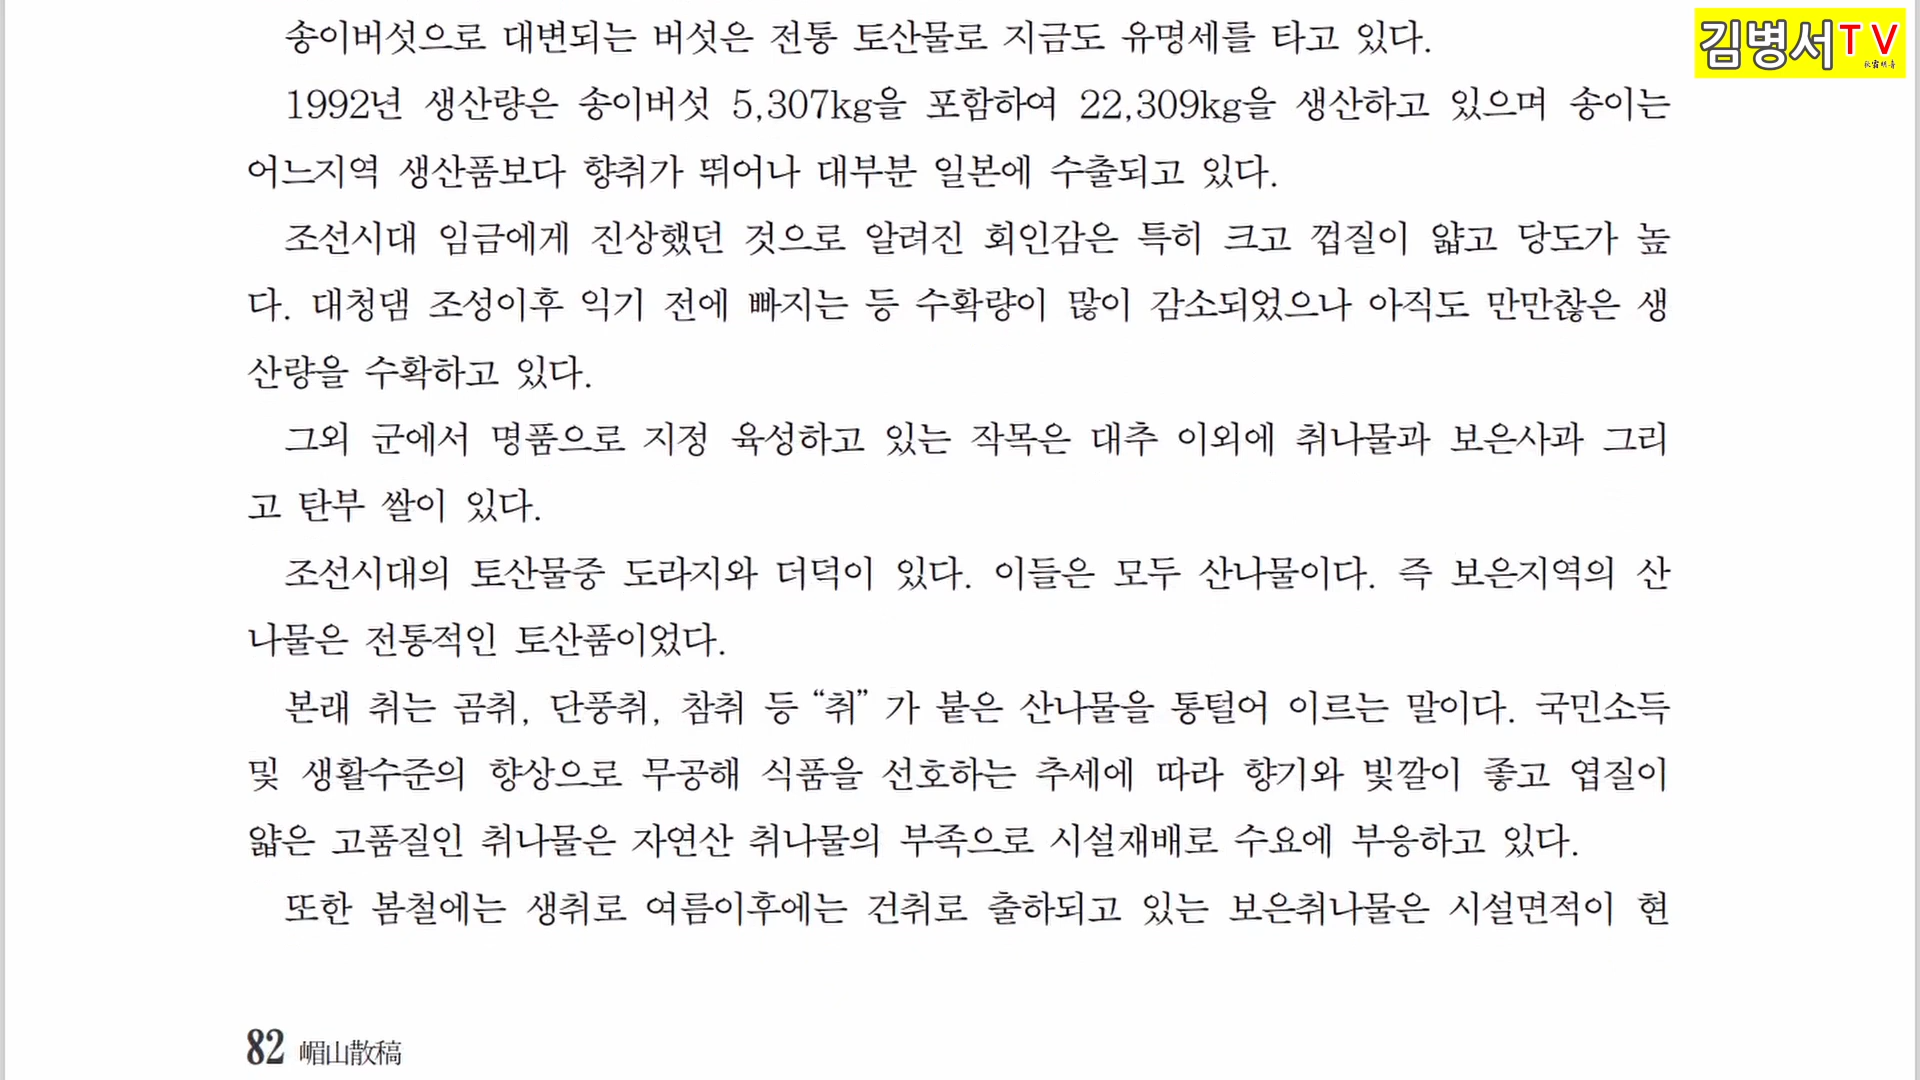 송이버섯으로 대변되는 버섯은 전통 토산물로 지금도 유명세를 타고 있다.
1992년 생산량은 송이버섯 5,307kg을 포함하여 22,309kg을 생산하고 있으며 송이는
어느지역 생산품보다 향취가 뛰어나 대부분 일본에 수출되고 있다.
조선시대 임금에게 진상했던 것으로 알려진 회인감은 특히 크고 껍질이 얇고 당도가 높
다. 대청댐 조성이후 익기 전에 빠지는 등 수확량이 많이 감소되었으나 아직도 만만찮은 생
산량을 수확하고 있다.
그외 군에서 명품으로 지정 육성하고 있는 작목은 대추 이외에 취나물과 보은사과 그리
고 탄부 쌀이 있다.
조선시대의 토산물중 도라지와 더덕이 있다. 이들은 모두 산나물이다. 즉 보은지역의 산
나물은 전통적인 토산품이었다.
본래 취는 곰취, 단풍취, 참취 등 “취” 가 붙은 산나물을 통털어 이르는 말이다. 국민소득
및 생활수준의 향상으로 무공해 식품을 선호하는 추세에 따라 향기와 빛깔이 좋고 엽질이
얇은 고품질인 취나물은 자연산 취나물의 부족으로 시설재배로 수요에 부응하고 있다.
또한 봄철에는 생취로 여름이후에는 건취로 출하되고 있는 보은취나물은 시설면적이 현
82 嵋山散稿
김병서TV